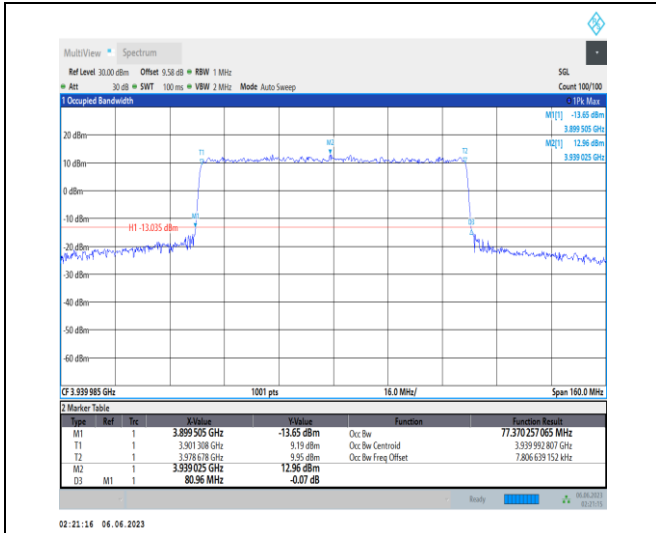 MultiView Spectrum
Ref Level 30.00 dBm Offset 9.58 dB RBW 1 MHz SGL
Att 30 dB SWT 100 ms VBW 2 MHz Mode Auto Sweep Count 100/100
1 Occupied Bandwidth 1Pk Max
M1[1] -13.65 dBm
3.899 505 GHz
M2[1] 12.96 dBm
3.939 025 GHz
20 dBm
M2
T1
T2
10 dBm
0 dBm
-10 dBm
M1
D3
H1 -13.035 dBm
-20 dBm
-30 dBm
-40 dBm
-50 dBm
-60 dBm
CF 3.939 985 GHz 1001 pts 16.0 MHz/ Span 160.0 MHz
2 Marker Table
Type Ref Trc X-Value Y-Value Function Function Result
M1 1 3.899 505 GHz -13.65 dBm Occ Bw 77.370 257 065 MHz
T1 1 3.901 308 GHz 9.19 dBm Occ Bw Centroid 3.939 992 807 GHz
T2 1 3.978 678 GHz 9.95 dBm Occ Bw Freq Offset 7.806 639 152 kHz
M2 1 3.939 025 GHz 12.96 dBm
D3 M1 1 80.96 MHz -0.07 dB
Ready 06.06.2023
02:21:15
02:21:16 06.06.2023